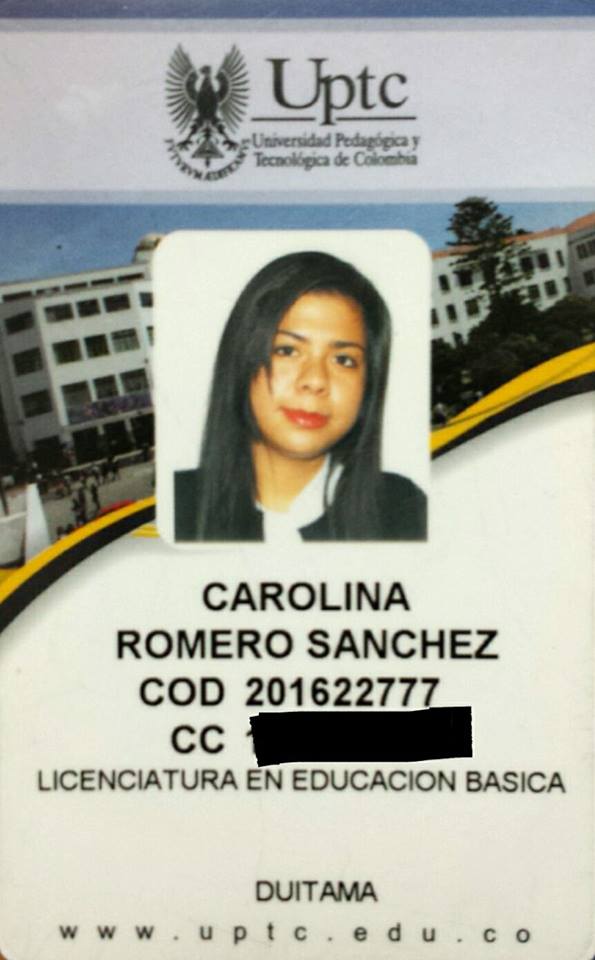 Uptc
Universidad Pedagógica y
Tecnológica de Colombia
CAROLINA
ROMERO SANCHEZ
COD 201622777
CC
LICENCIATURA EN EDUCACION BASICA
DUITAMA
www.uptc.edu.co